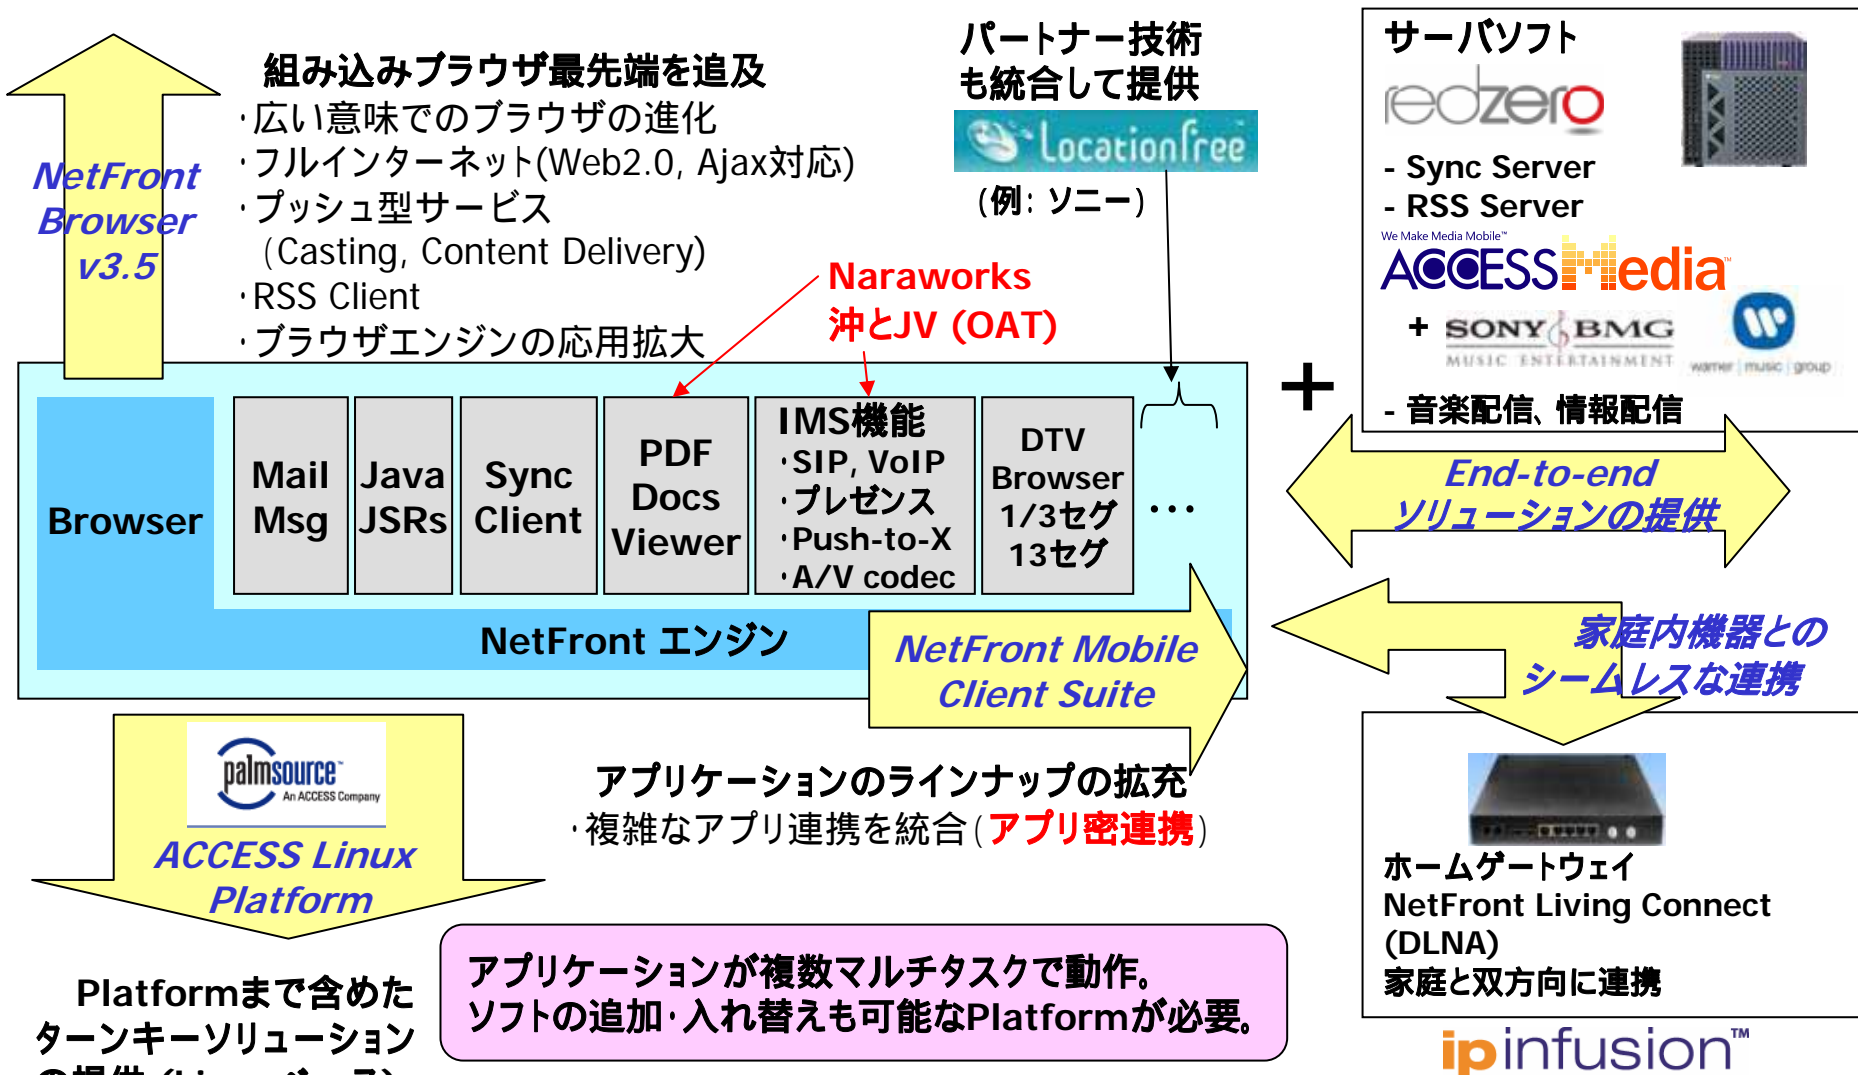 組み込みブラウザ最先端を追及
・広い意味でのブラウザの進化
・フルインターネット(Web2.0, Ajax対応)
・プッシュ型サービス
(Casting, Content Delivery)
・RSS Client
・ブラウザエンジンの応用拡大
NetFront
Browser
v3.5
パートナー技術
も統合して提供
Locationfree
(例: ソニー)
Naraworks
沖とJV (OAT)
サーバソフト
redzero
- Sync Server
- RSS Server
We Make Media Mobile™
ACCESS Media™
+ SONY BMG
MUSIC ENTERTAINMENT
warner | music | group
- 音楽配信、情報配信
+
Browser
Mail
Msg
Java
JSRs
Sync
Client
PDF
Docs
Viewer
IMS機能
・SIP, VoIP
・プレゼンス
・Push-to-X
・A/V codec
DTV
Browser
1/3セグ
13セグ
...
NetFront エンジン
End-to-end
ソリューションの提供
NetFront Mobile
Client Suite
家庭内機器との
シームレスな連携
palmsource™
An ACCESS Company
ACCESS Linux
Platform
アプリケーションのラインナップの拡充
・複雑なアプリ連携を統合(アプリ密連携)
ホームゲートウェイ
NetFront Living Connect
(DLNA)
家庭と双方向に連携
アプリケーションが複数マルチタスクで動作。
ソフトの追加・入れ替えも可能なPlatformが必要。
Platformまで含めた
ターンキーソリューション
ipinfusion™